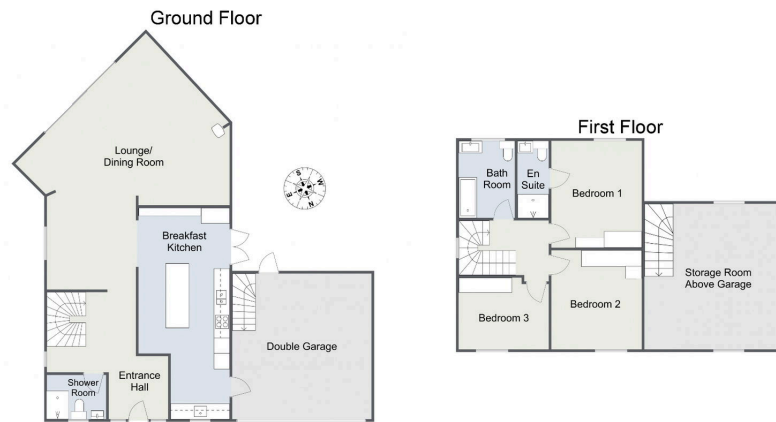 Ground Floor
Lounge/
Dining Room
S
W
E
N
Breakfast
Kitchen
Double Garage
Shower
Room
Entrance
Hall
First Floor
Bath
Room
En
Suite
Bedroom 1
Bedroom 2
Bedroom 3
Storage Room
Above Garage